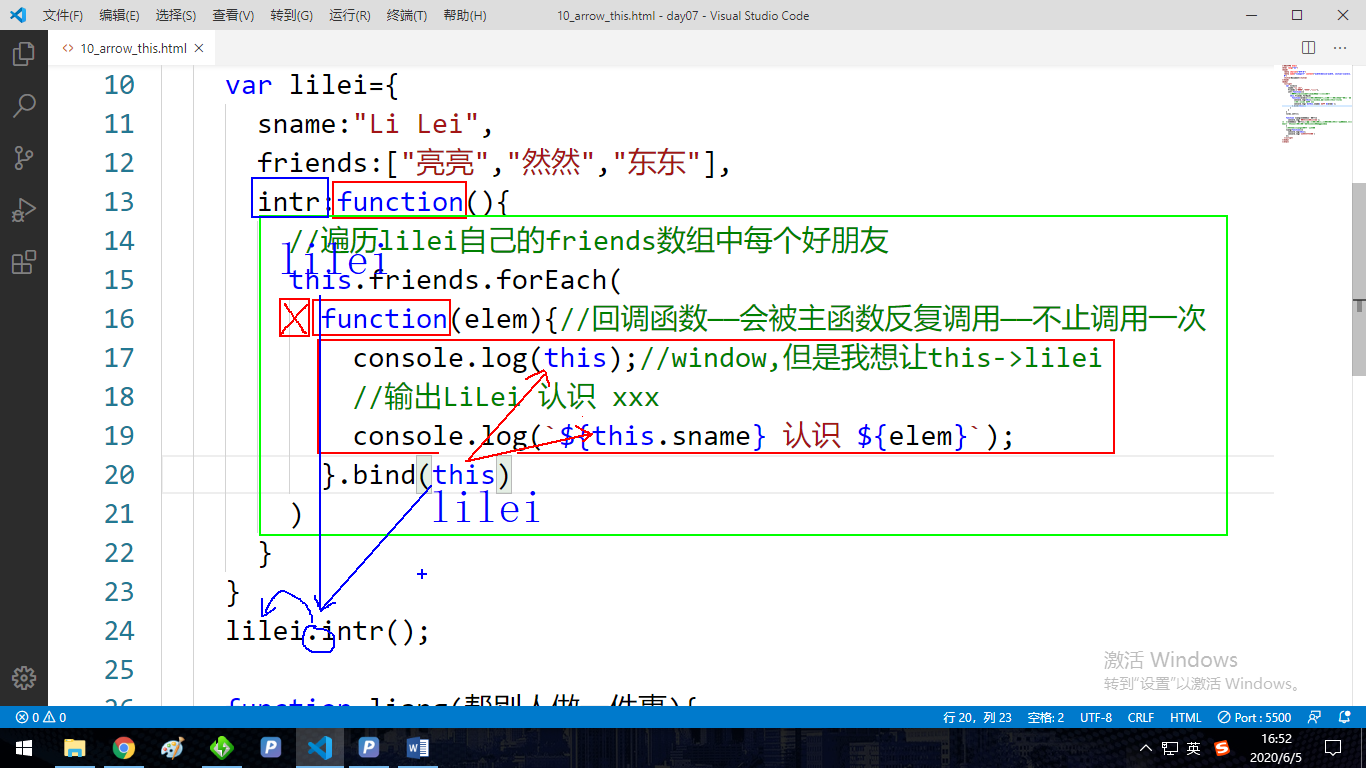 文件(F) 编辑(E) 选择(S) 查看(V) 转到(G) 运行(R) 终端(T) 帮助(H) 10_arrow_this.html - day07 - Visual Studio Code
10_arrow_this.html
10 var lilei={
11 sname:"Li Lei",
12 friends:["亮亮","然然","东东"],
13 intr:function(){
14 //遍历lilei自己的friends数组中每个好朋友
lilei
15 this.friends.forEach(
16 function(elem){//回调函数——会被主函数反复调用——不止调用一次
17 console.log(this);//window,但是我想让this->lilei
18 //输出LiLei 认识 xxx
19 console.log(`${this.sname} 认识 ${elem}`);
20 }.bind(this)
lilei
21 )
22 }
23 }
24 lilei.intr();
25
激活 Windows
转到"设置"以激活 Windows。
0 0 行 20，列 23 空格: 2 UTF-8 CRLF HTML Port : 5500
英 16:52
2020/6/5